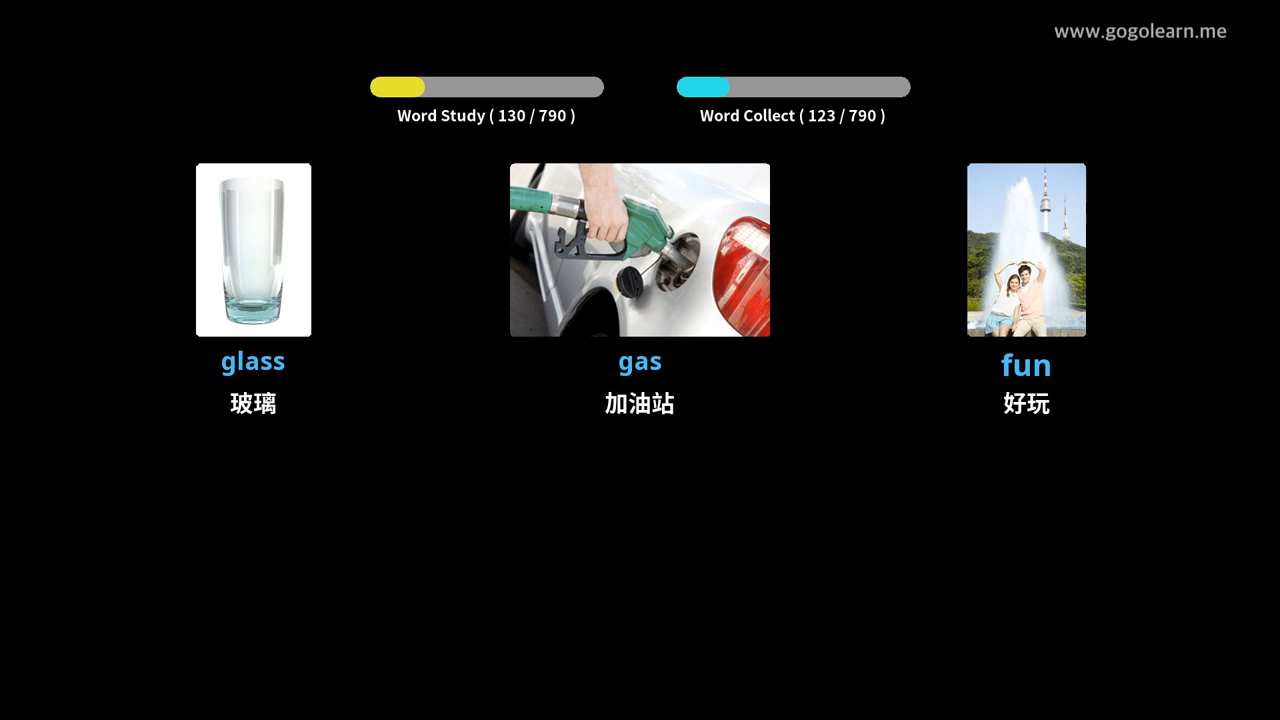 www.gogolearn.me
Word Study ( 130 / 790 )
Word Collect ( 123 / 790 )
glass
gas
fun
玻璃
加油站
好玩